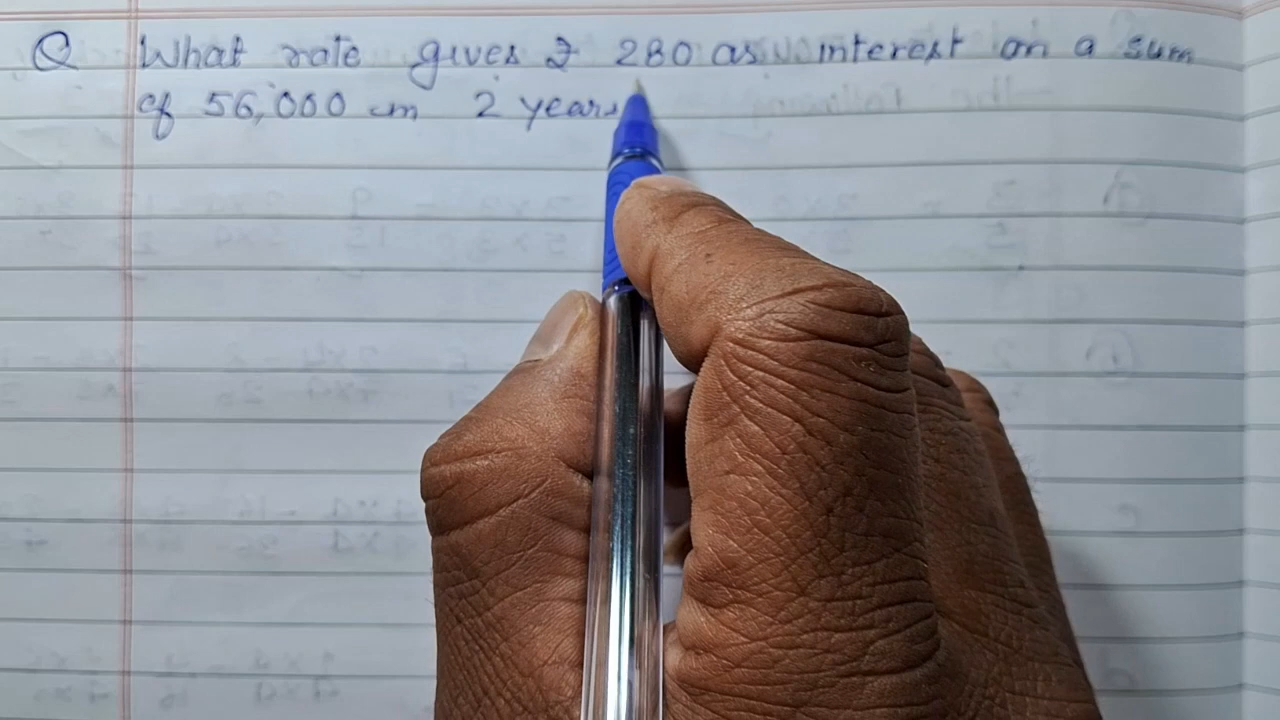 Q What rate gives ₹ 280 as interest on a sum
of 56,000 in 2 years